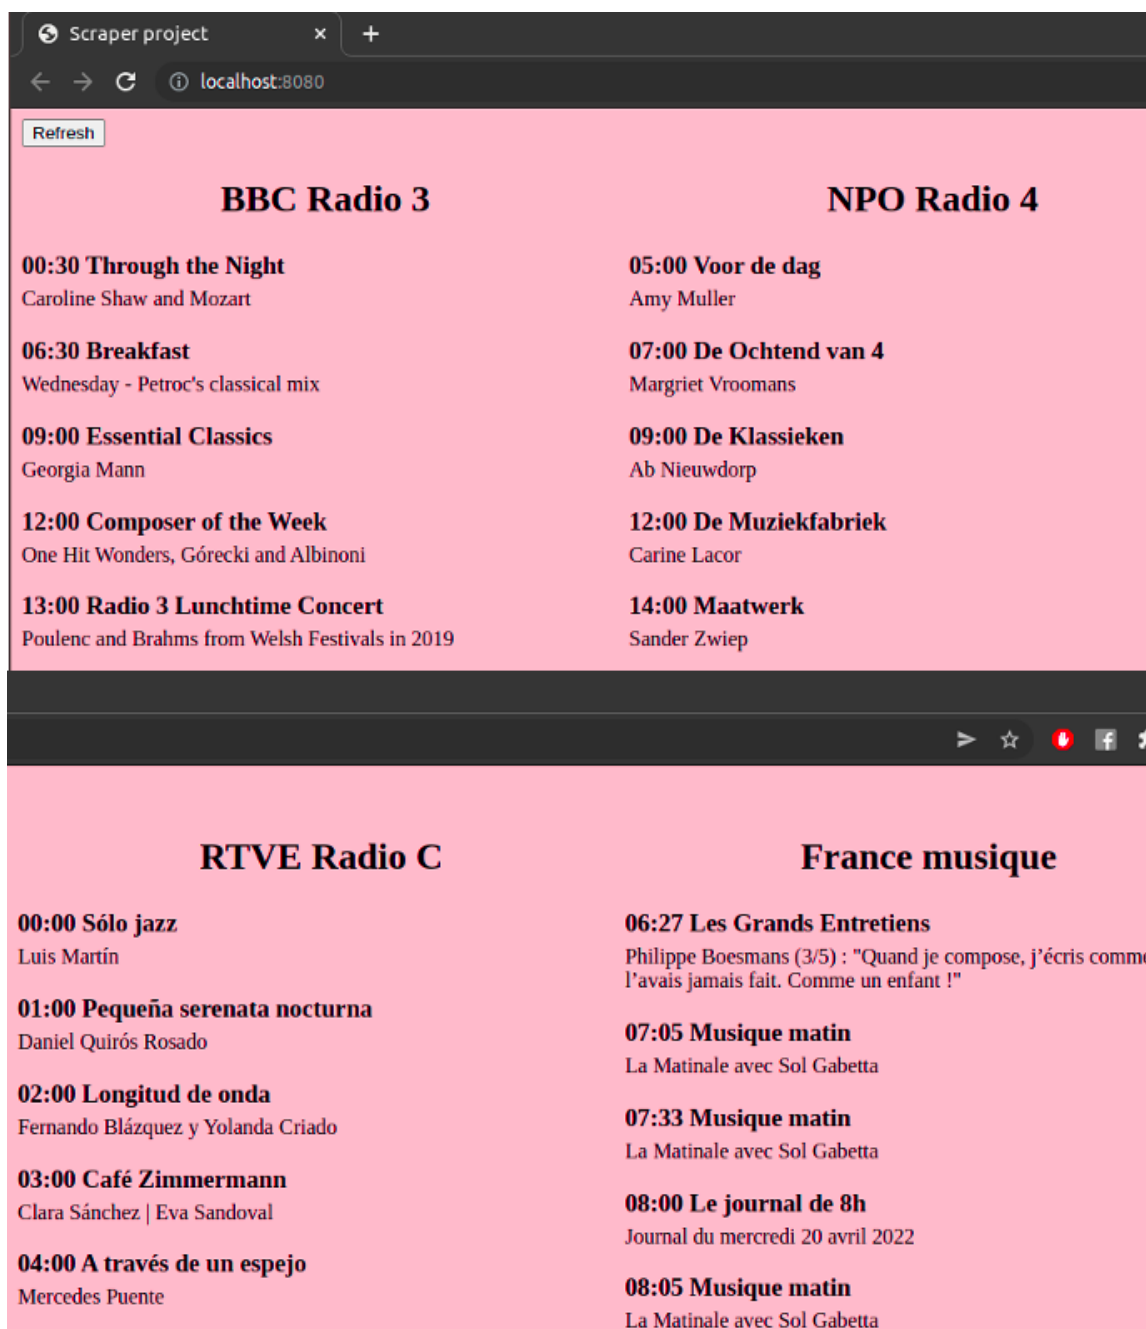 Scraper project
localhost:8080
Refresh
BBC Radio 3
00:30 Through the Night
Caroline Shaw and Mozart
06:30 Breakfast
Wednesday - Petroc's classical mix
09:00 Essential Classics
Georgia Mann
12:00 Composer of the Week
One Hit Wonders, Górecki and Albinoni
13:00 Radio 3 Lunchtime Concert
Poulenc and Brahms from Welsh Festivals in 2019
NPO Radio 4
05:00 Voor de dag
Amy Muller
07:00 De Ochtend van 4
Margriet Vroomans
09:00 De Klassieken
Ab Nieuwdorp
12:00 De Muziekfabriek
Carine Lacor
14:00 Maatwerk
Sander Zwiep
RTVE Radio C
00:00 Sólo jazz
Luis Martín
01:00 Pequeña serenata nocturna
Daniel Quirós Rosado
02:00 Longitud de onda
Fernando Blázquez y Yolanda Criado
03:00 Café Zimmermann
Clara Sánchez | Eva Sandoval
04:00 A través de un espejo
Mercedes Puente
France musique
06:27 Les Grands Entretiens
Philippe Boesmans (3/5) : "Quand je compose, j’écris comme
l’avais jamais fait. Comme un enfant !"
07:05 Musique matin
La Matinale avec Sol Gabetta
07:33 Musique matin
La Matinale avec Sol Gabetta
08:00 Le journal de 8h
Journal du mercredi 20 avril 2022
08:05 Musique matin
La Matinale avec Sol Gabetta